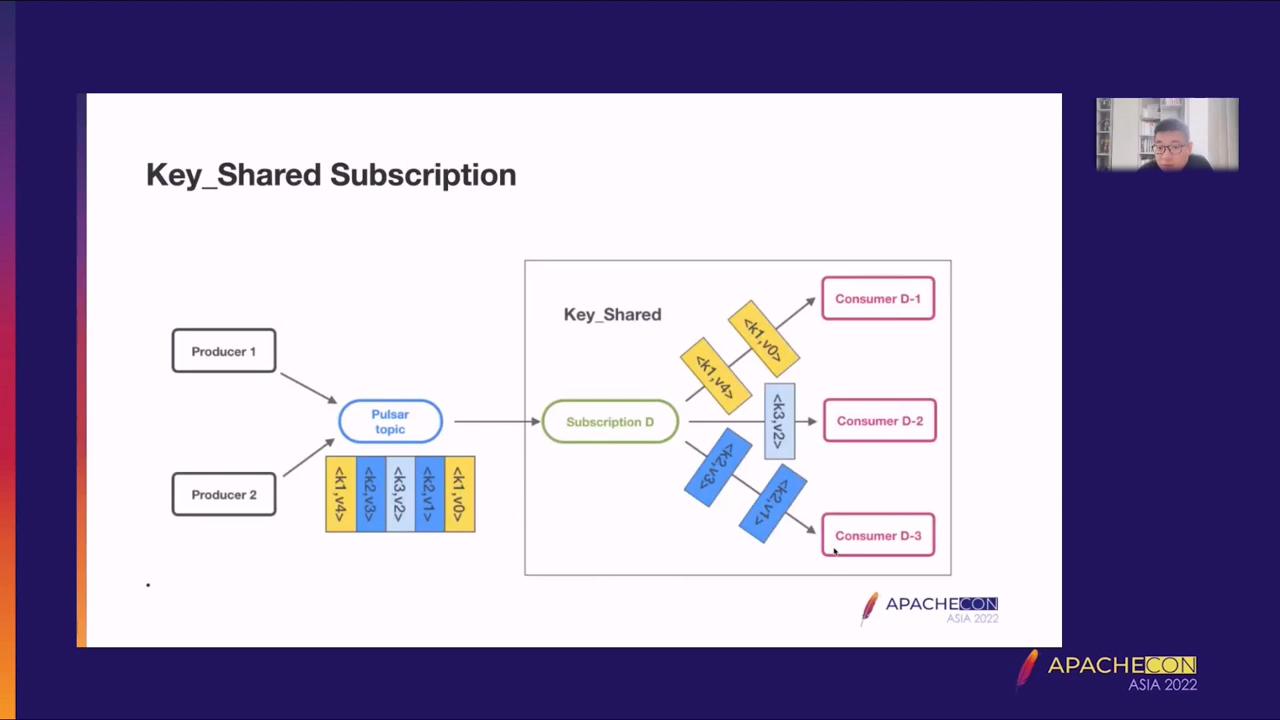 Key_Shared Subscription
Key_Shared
Producer 1
Producer 2
Pulsar
topic
<k1,v4>
<k2,v3>
<k3,v2>
<k2,v1>
<k1,v0>
Subscription D
<k1,v4>
<k1,v0>
<k3,v2>
<k2,v3>
<k2,v1>
Consumer D-1
Consumer D-2
Consumer D-3
APACHECON
ASIA 2022
APACHECON
ASIA 2022